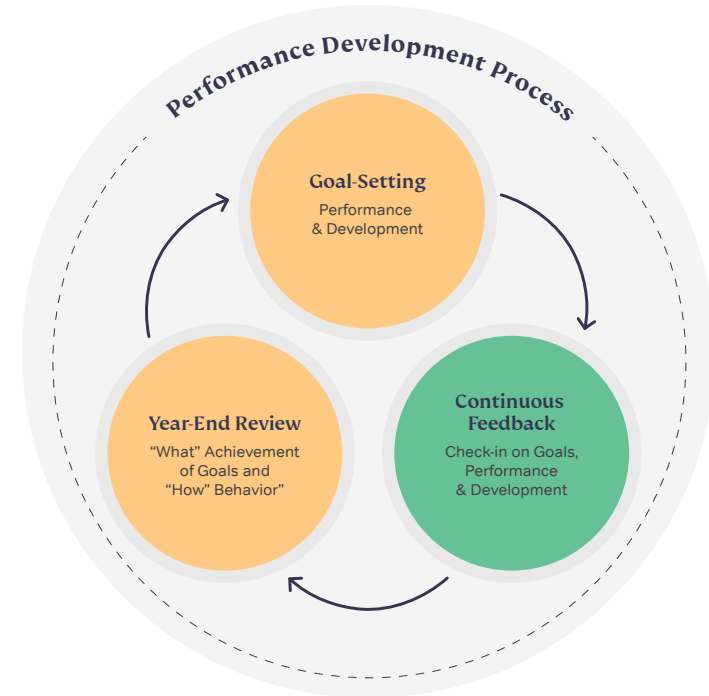 Performance Development Process
Goal-Setting
Performance
& Development
Continuous
Feedback
Check-in on Goals,
Performance
& Development
Year-End Review
“What” Achievement
of Goals and
“How” Behavior”